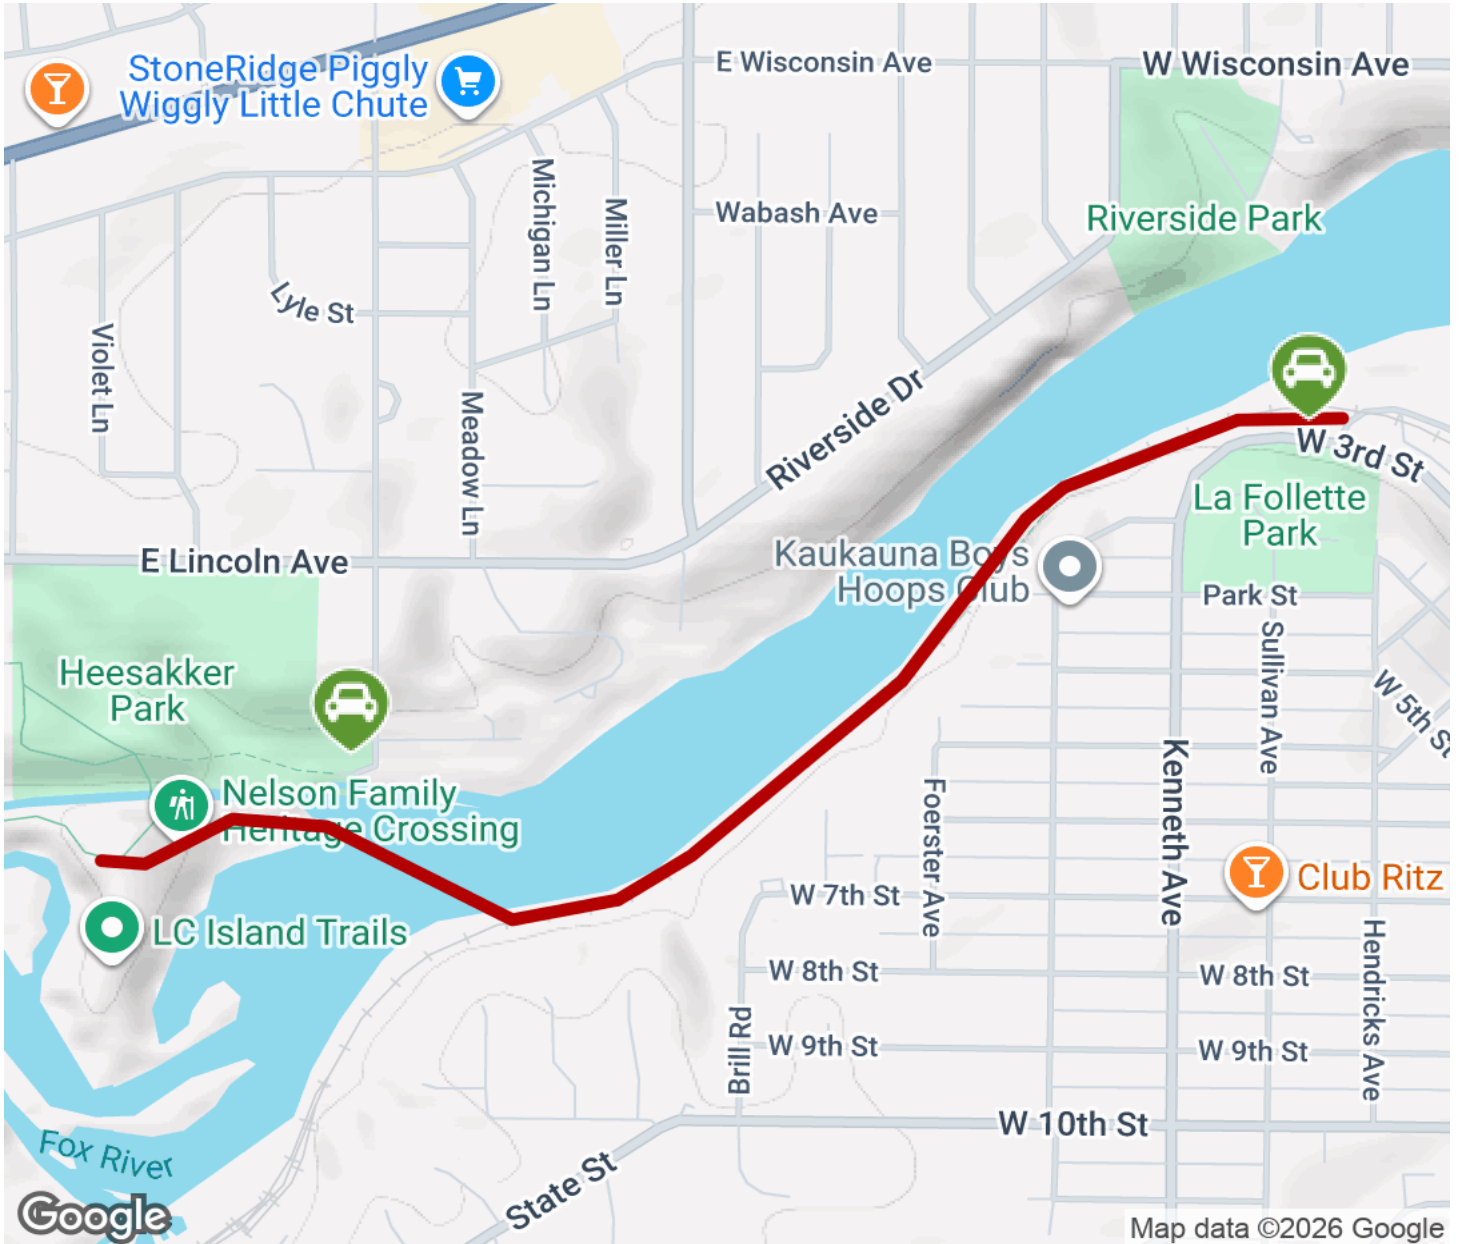 StoneRidge Piggly
Wiggly Little Chute
E Wisconsin Ave
W Wisconsin Ave
Michigan Ln
Miller Ln
Wabash Ave
Riverside Park
Lyle St
Violet Ln
Meadow Ln
Riverside Dr
W 3rd St
La Follette
Park
E Lincoln Ave
Kaukauna Boys
Hoops Club
Park St
Sullivan Ave
Heesakker
Park
W 5th St
Nelson Family
Heritage Crossing
Foerster Ave
Kenneth Ave
Club Ritz
W 7th St
LC Island Trails
Hendricks Ave
W 8th St
W 8th St
Brill Rd
W 9th St
W 9th St
W 10th St
Fox River
State St
Google
Map data ©2026 Google